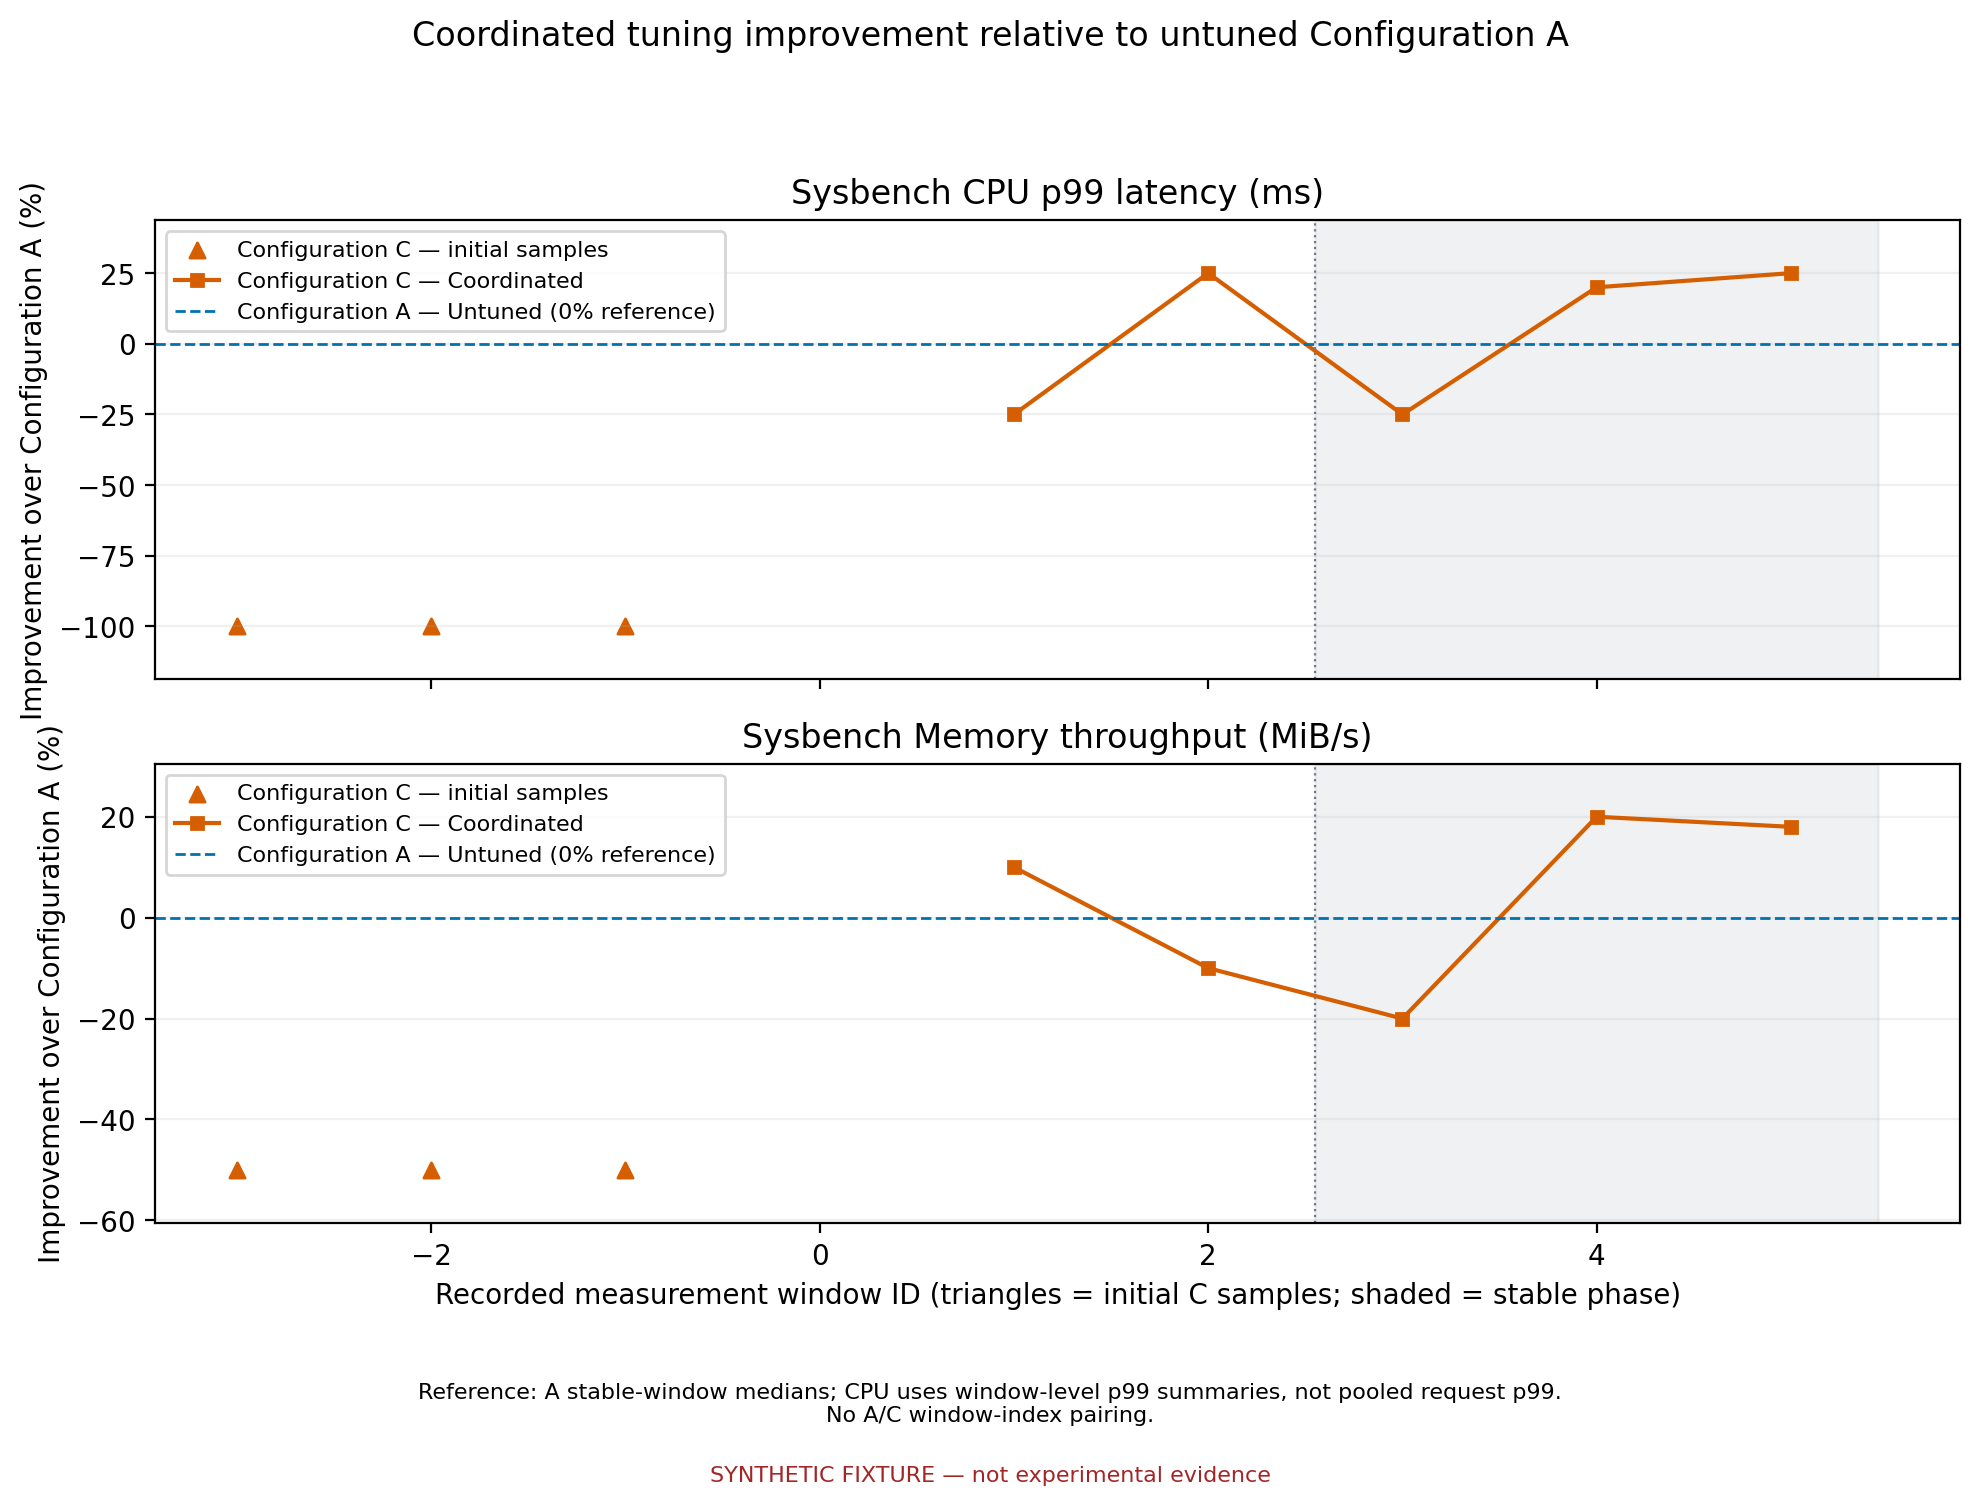 Coordinated tuning improvement relative to untuned Configuration A
Sysbench CPU p99 latency (ms)
Improvement over Configuration A (%)
Configuration C — initial samples
Configuration C — Coordinated
Configuration A — Untuned (0% reference)
25
0
−25
−50
−75
−100
Sysbench Memory throughput (MiB/s)
Improvement over Configuration A (%)
Configuration C — initial samples
Configuration C — Coordinated
Configuration A — Untuned (0% reference)
20
0
−20
−40
−60
−2 0 2 4
Recorded measurement window ID (triangles = initial C samples; shaded = stable phase)
Reference: A stable-window medians; CPU uses window-level p99 summaries, not pooled request p99.
No A/C window-index pairing.
SYNTHETIC FIXTURE — not experimental evidence